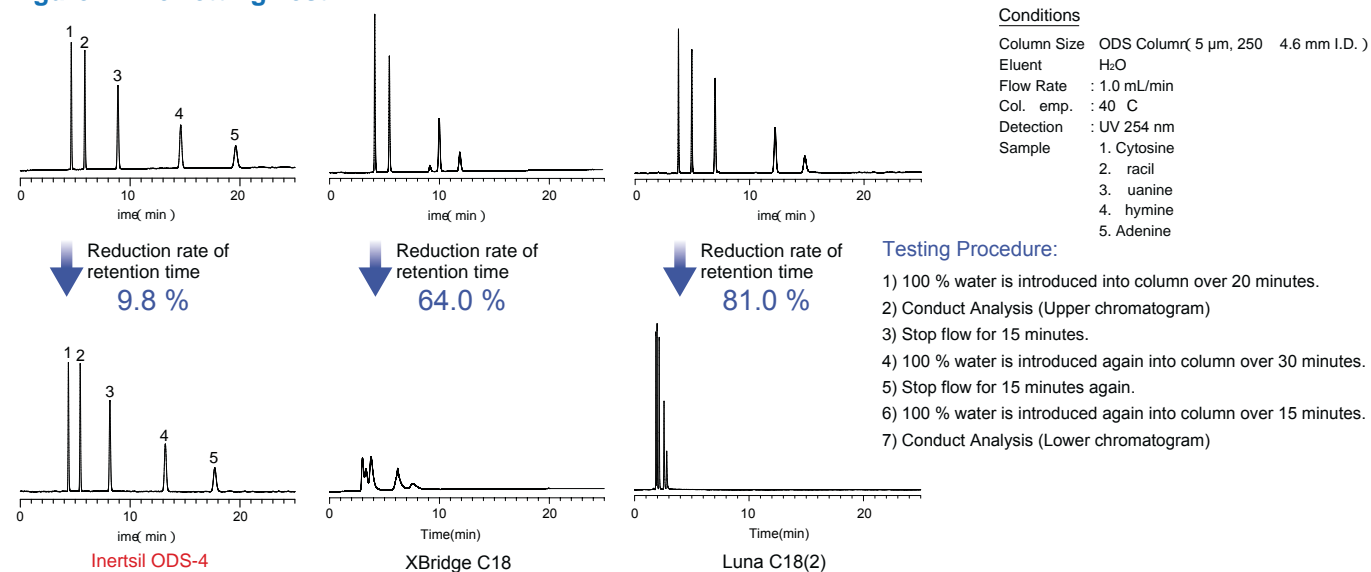 1
2
3
4
5
0
10
20
ime( min )
0
10
20
ime( min )
0
10
20
ime( min )
Conditions
Column Size ODS Column( 5 µm, 250 4.6 mm I.D. )
Eluent H₂O
Flow Rate : 1.0 mL/min
Col. emp. : 40 C
Detection : UV 254 nm
Sample 1. Cytosine
2. racil
3. uanine
4. hymine
5. Adenine
Reduction rate of
retention time
9.8 %
Reduction rate of
retention time
64.0 %
Reduction rate of
retention time
81.0 %
Testing Procedure:
1) 100 % water is introduced into column over 20 minutes.
2) Conduct Analysis (Upper chromatogram)
3) Stop flow for 15 minutes.
4) 100 % water is introduced again into column over 30 minutes.
5) Stop flow for 15 minutes again.
6) 100 % water is introduced again into column over 15 minutes.
7) Conduct Analysis (Lower chromatogram)
1
2
3
4
5
0
10
20
ime( min )
Inertsil ODS-4
0
10
20
Time(min)
XBridge C18
0
10
20
Time(min)
Luna C18(2)